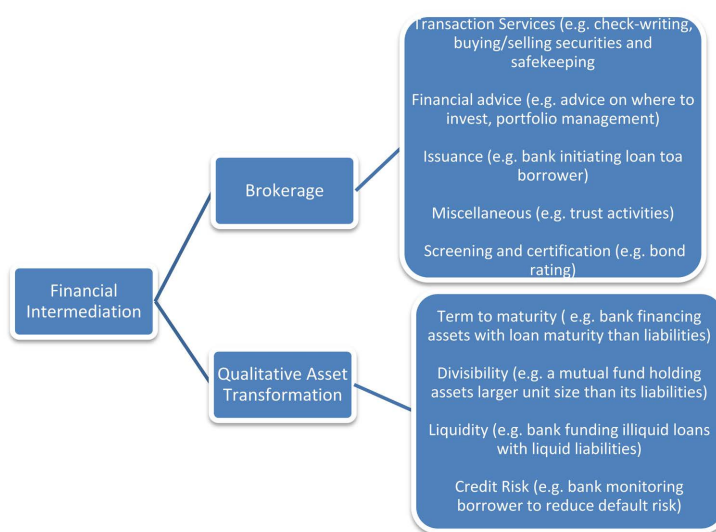 Transaction Services (e.g. check-writing,
buying/selling securities and
safekeeping
Financial advice (e.g. advice on where to
invest, portfolio management)
Issuance (e.g. bank initiating loan toa
borrower)
Miscellaneous (e.g. trust activities)
Screening and certification (e.g. bond
rating)
Brokerage
Financial
Intermediation
Qualitative Asset
Transformation
Term to maturity ( e.g. bank financing
assets with loan maturity than liabilities)
Divisibility (e.g. a mutual fund holding
assets larger unit size than its liabilities)
Liquidity (e.g. bank funding illiquid loans
with liquid liabilities)
Credit Risk (e.g. bank monitoring
borrower to reduce default risk)